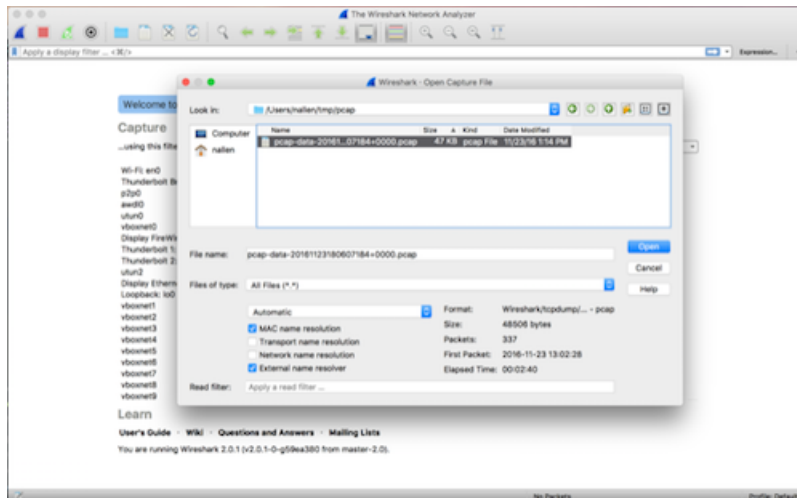 The Wireshark Network Analyzer
Apply a display filter ... <⌘/>
Expression...
Wireshark · Open Capture File
Welcome to
Look in:
/Users/nallen/tmp/pcap
Capture
...using this filte
Computer
nallen
Name Size Kind Date Modified
pcap-data-20161...07184+0000.pcap 47 KB pcap File 11/23/16 1:14 PM
Wi-Fi: en0
Thunderbolt B
p2p0
awdl0
utun0
vboxnet0
Display FireWi
Thunderbolt 1:
Thunderbolt 2:
utun2
Display Ethern
Loopback: lo0
vboxnet1
vboxnet2
vboxnet3
vboxnet4
vboxnet5
vboxnet6
vboxnet7
vboxnet8
vboxnet9
File name: pcap-data-20161123180607184+0000.pcap
Open
Cancel
Files of type: All Files (*.*)
Help
Automatic
MAC name resolution
Transport name resolution
Network name resolution
External name resolver
Format: Wireshark/tcpdump/... - pcap
Size: 48506 bytes
Packets: 337
First Packet: 2016-11-23 13:02:28
Elapsed Time: 00:02:40
Read filter: Apply a read filter ...
Learn
User's Guide · Wiki · Questions and Answers · Mailing Lists
You are running Wireshark 2.0.1 (v2.0.1-0-g59ea380 from master-2.0).
No Packets
Profile: Default